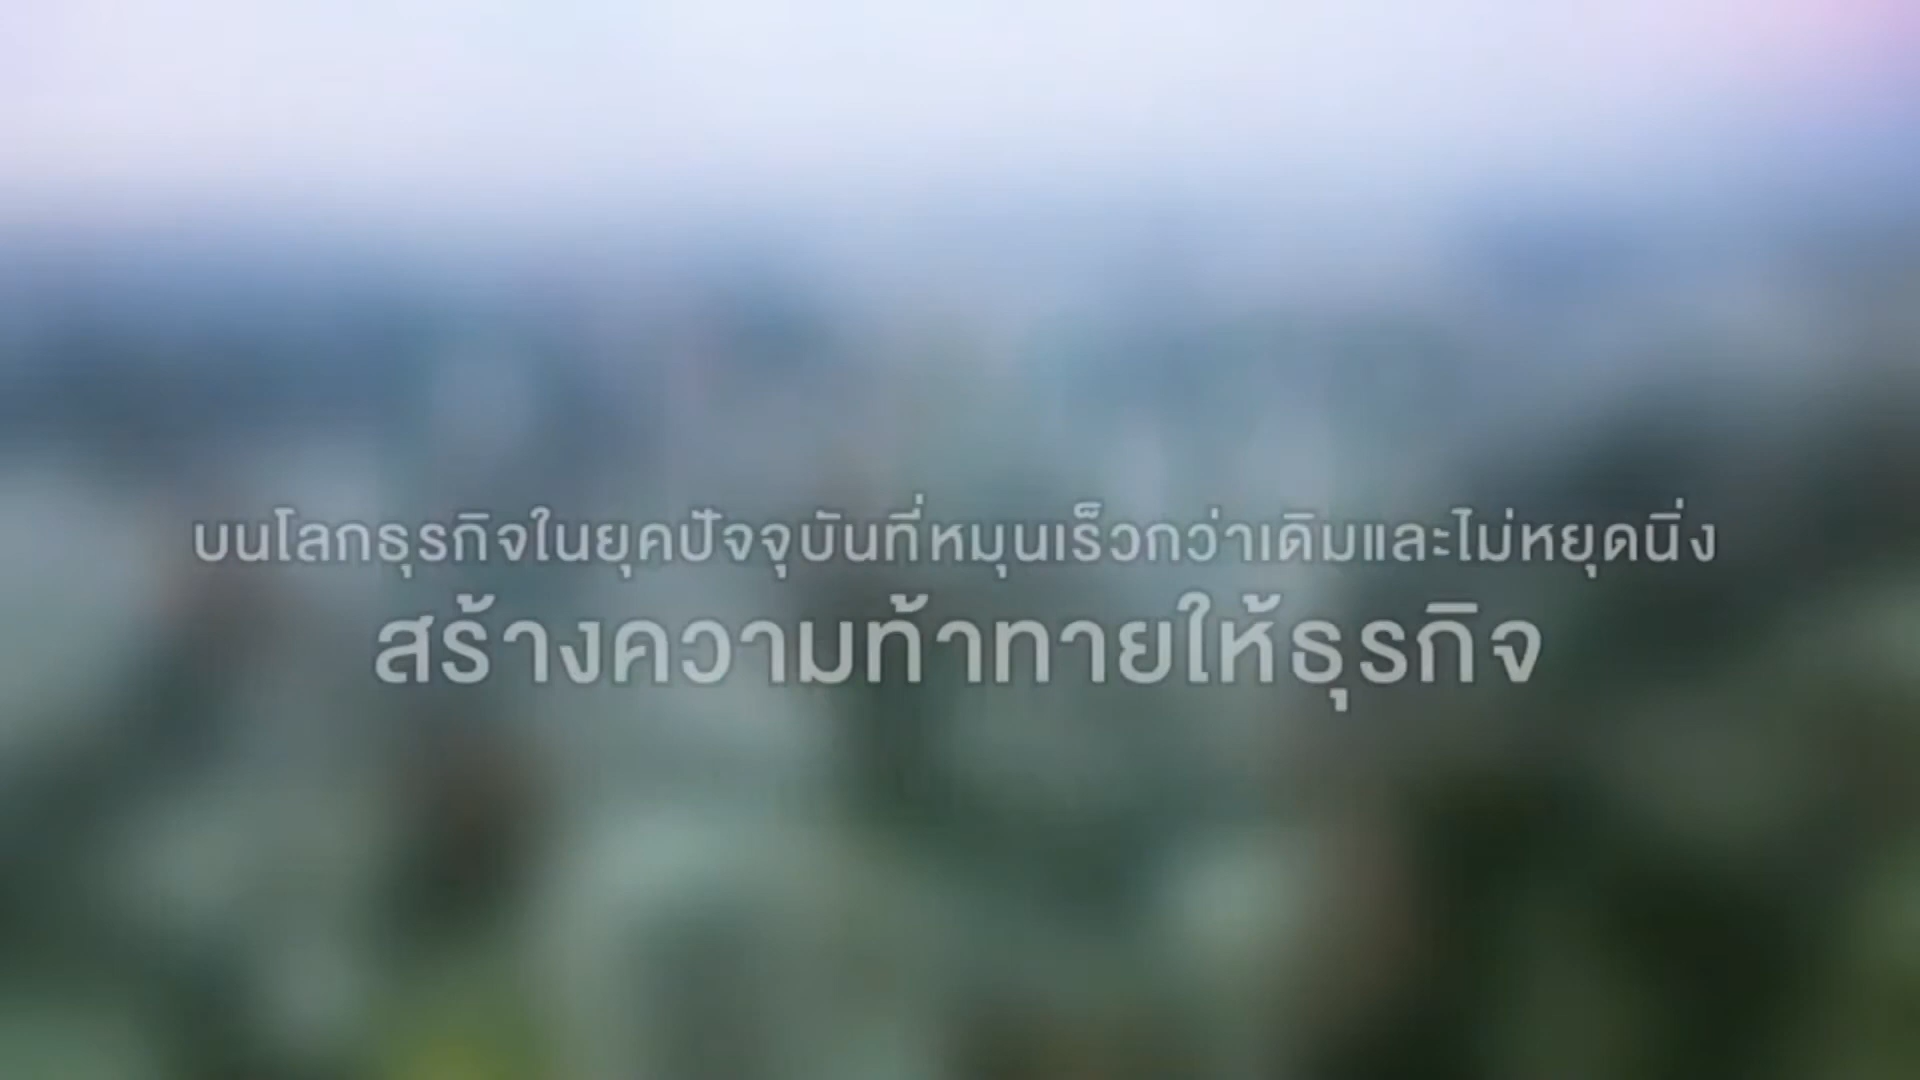 บนโลกธุรกิจในยุคปัจจุบันที่หมุนเร็วกว่าเดิมและไม่หยุดนิ่ง
สร้างความท้าทายให้ธุรกิจ